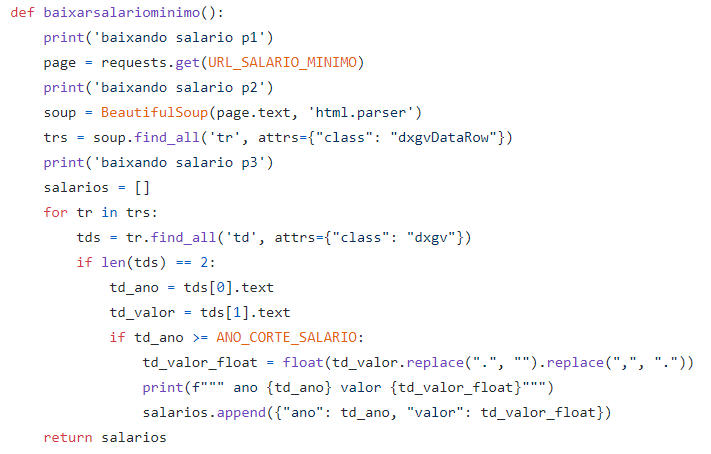 def baixarsalariominimo():
    print('baixando salario p1')
    page = requests.get(URL_SALARIO_MINIMO)
    print('baixando salario p2')
    soup = BeautifulSoup(page.text, 'html.parser')
    trs = soup.find_all('tr', attrs={"class": "dxgvDataRow"})
    print('baixando salario p3')
    salarios = []
    for tr in trs:
        tds = tr.find_all('td', attrs={"class": "dxgv"})
        if len(tds) == 2:
            td_ano = tds[0].text
            td_valor = tds[1].text
            if td_ano >= ANO_CORTE_SALARIO:
                td_valor_float = float(td_valor.replace(".", "").replace(",", "."))
                print(f""" ano {td_ano} valor {td_valor_float}""")
                salarios.append({"ano": td_ano, "valor": td_valor_float})
    return salarios